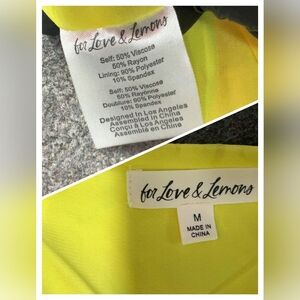 for Love & Lemons
Self: 50% Viscose
50% Rayon
Lining: 90% Polyester
10% Spandex
Self: 50% Viscose
50% Rayonne
Doublure: 90% Polyester
10% Spandex
Designed in Los Angeles
Assembled in China
Conçu à Los Angeles
Assemblé en Chine
for Love & Lemons
M
MADE IN
CHINA